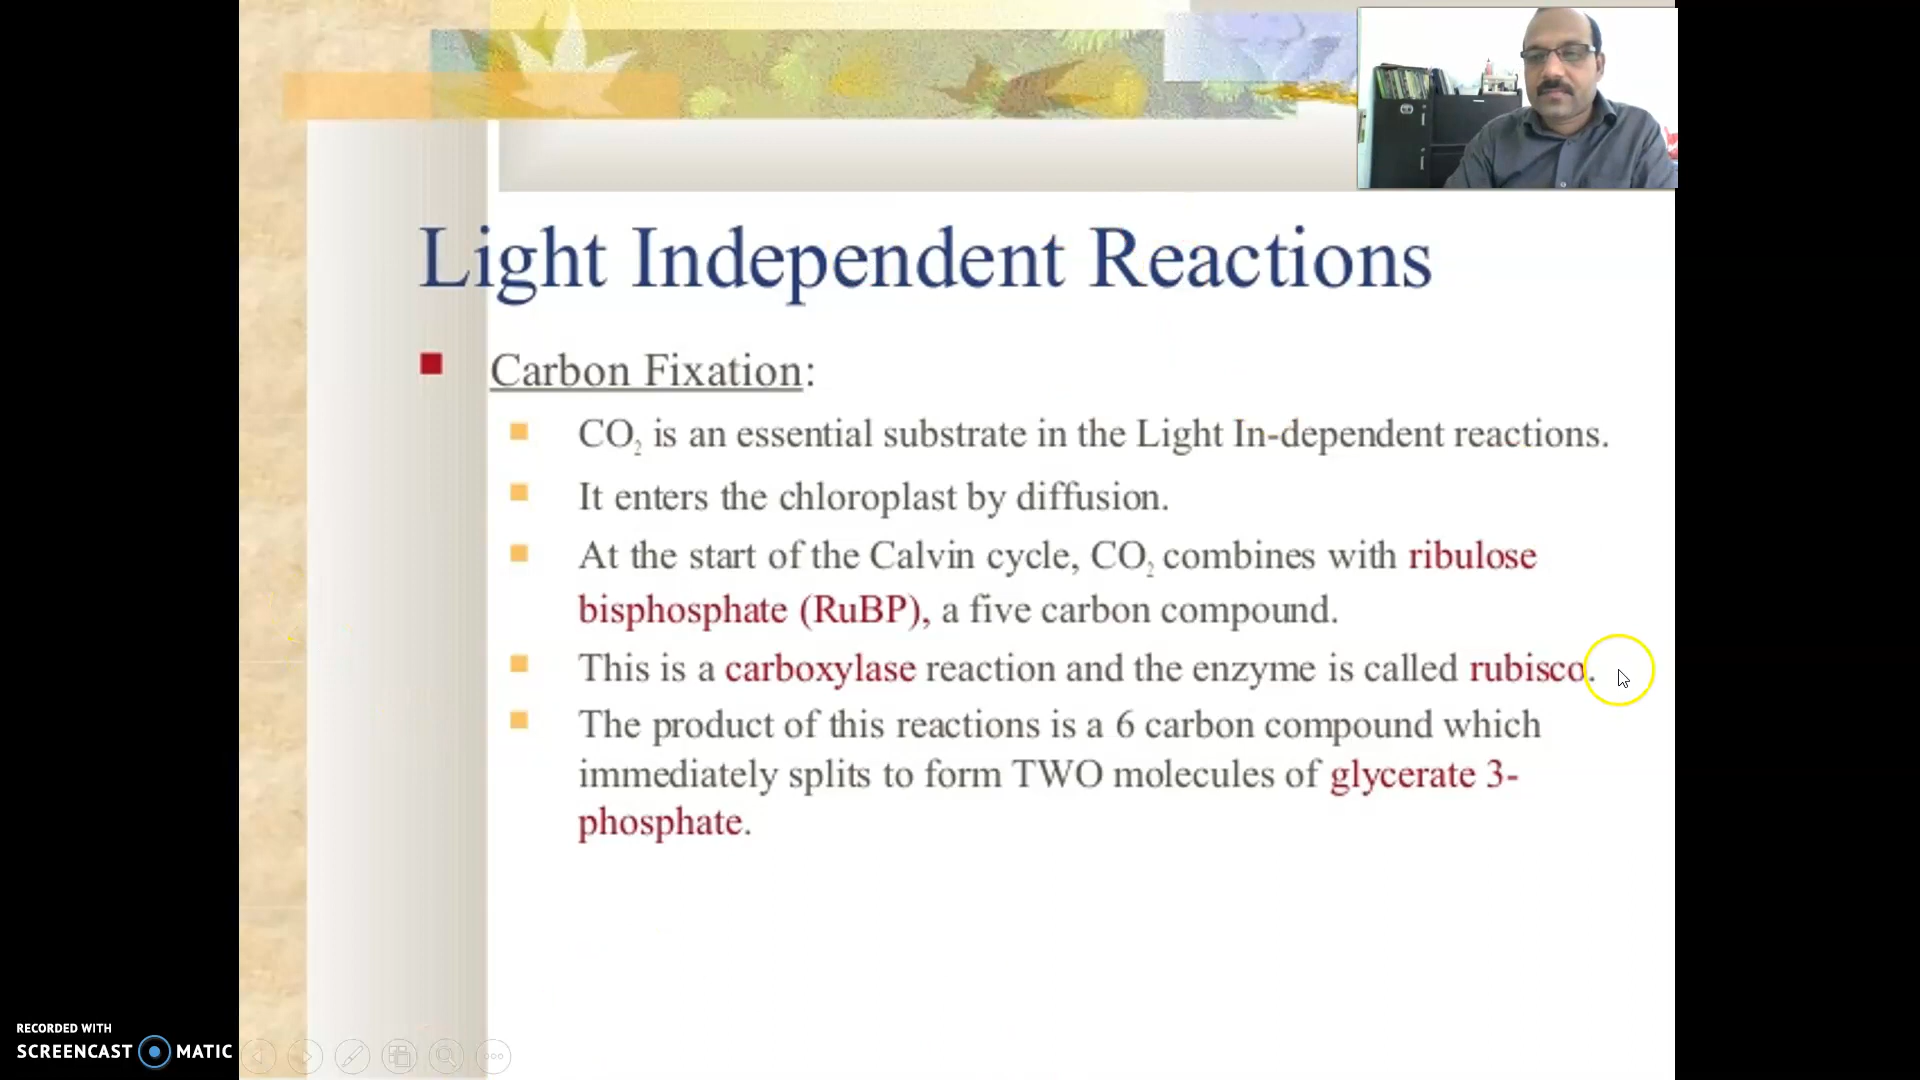 Light Independent Reactions
Carbon Fixation:
CO₂ is an essential substrate in the Light In-dependent reactions.
It enters the chloroplast by diffusion.
At the start of the Calvin cycle, CO₂ combines with ribulose
bisphosphate (RuBP), a five carbon compound.
This is a carboxylase reaction and the enzyme is called rubisco.
The product of this reactions is a 6 carbon compound which
immediately splits to form TWO molecules of glycerate 3-
phosphate.
RECORDED WITH
SCREENCAST MATIC